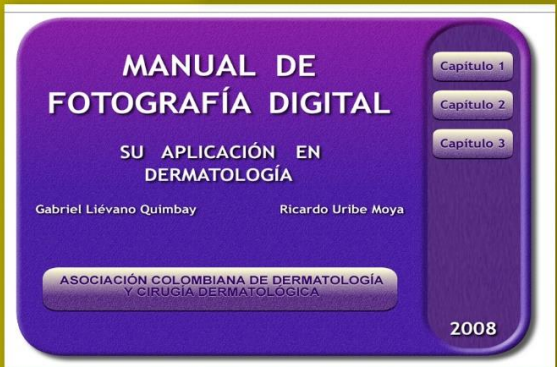 MANUAL DE
FOTOGRAFÍA DIGITAL
SU APLICACIÓN EN
DERMATOLOGÍA
Gabriel Liévano Quimbay
Ricardo Uribe Moya
ASOCIACIÓN COLOMBIANA DE DERMATOLOGÍA
Y CIRUGÍA DERMATOLÓGICA
Capítulo 1
Capítulo 2
Capítulo 3
2008